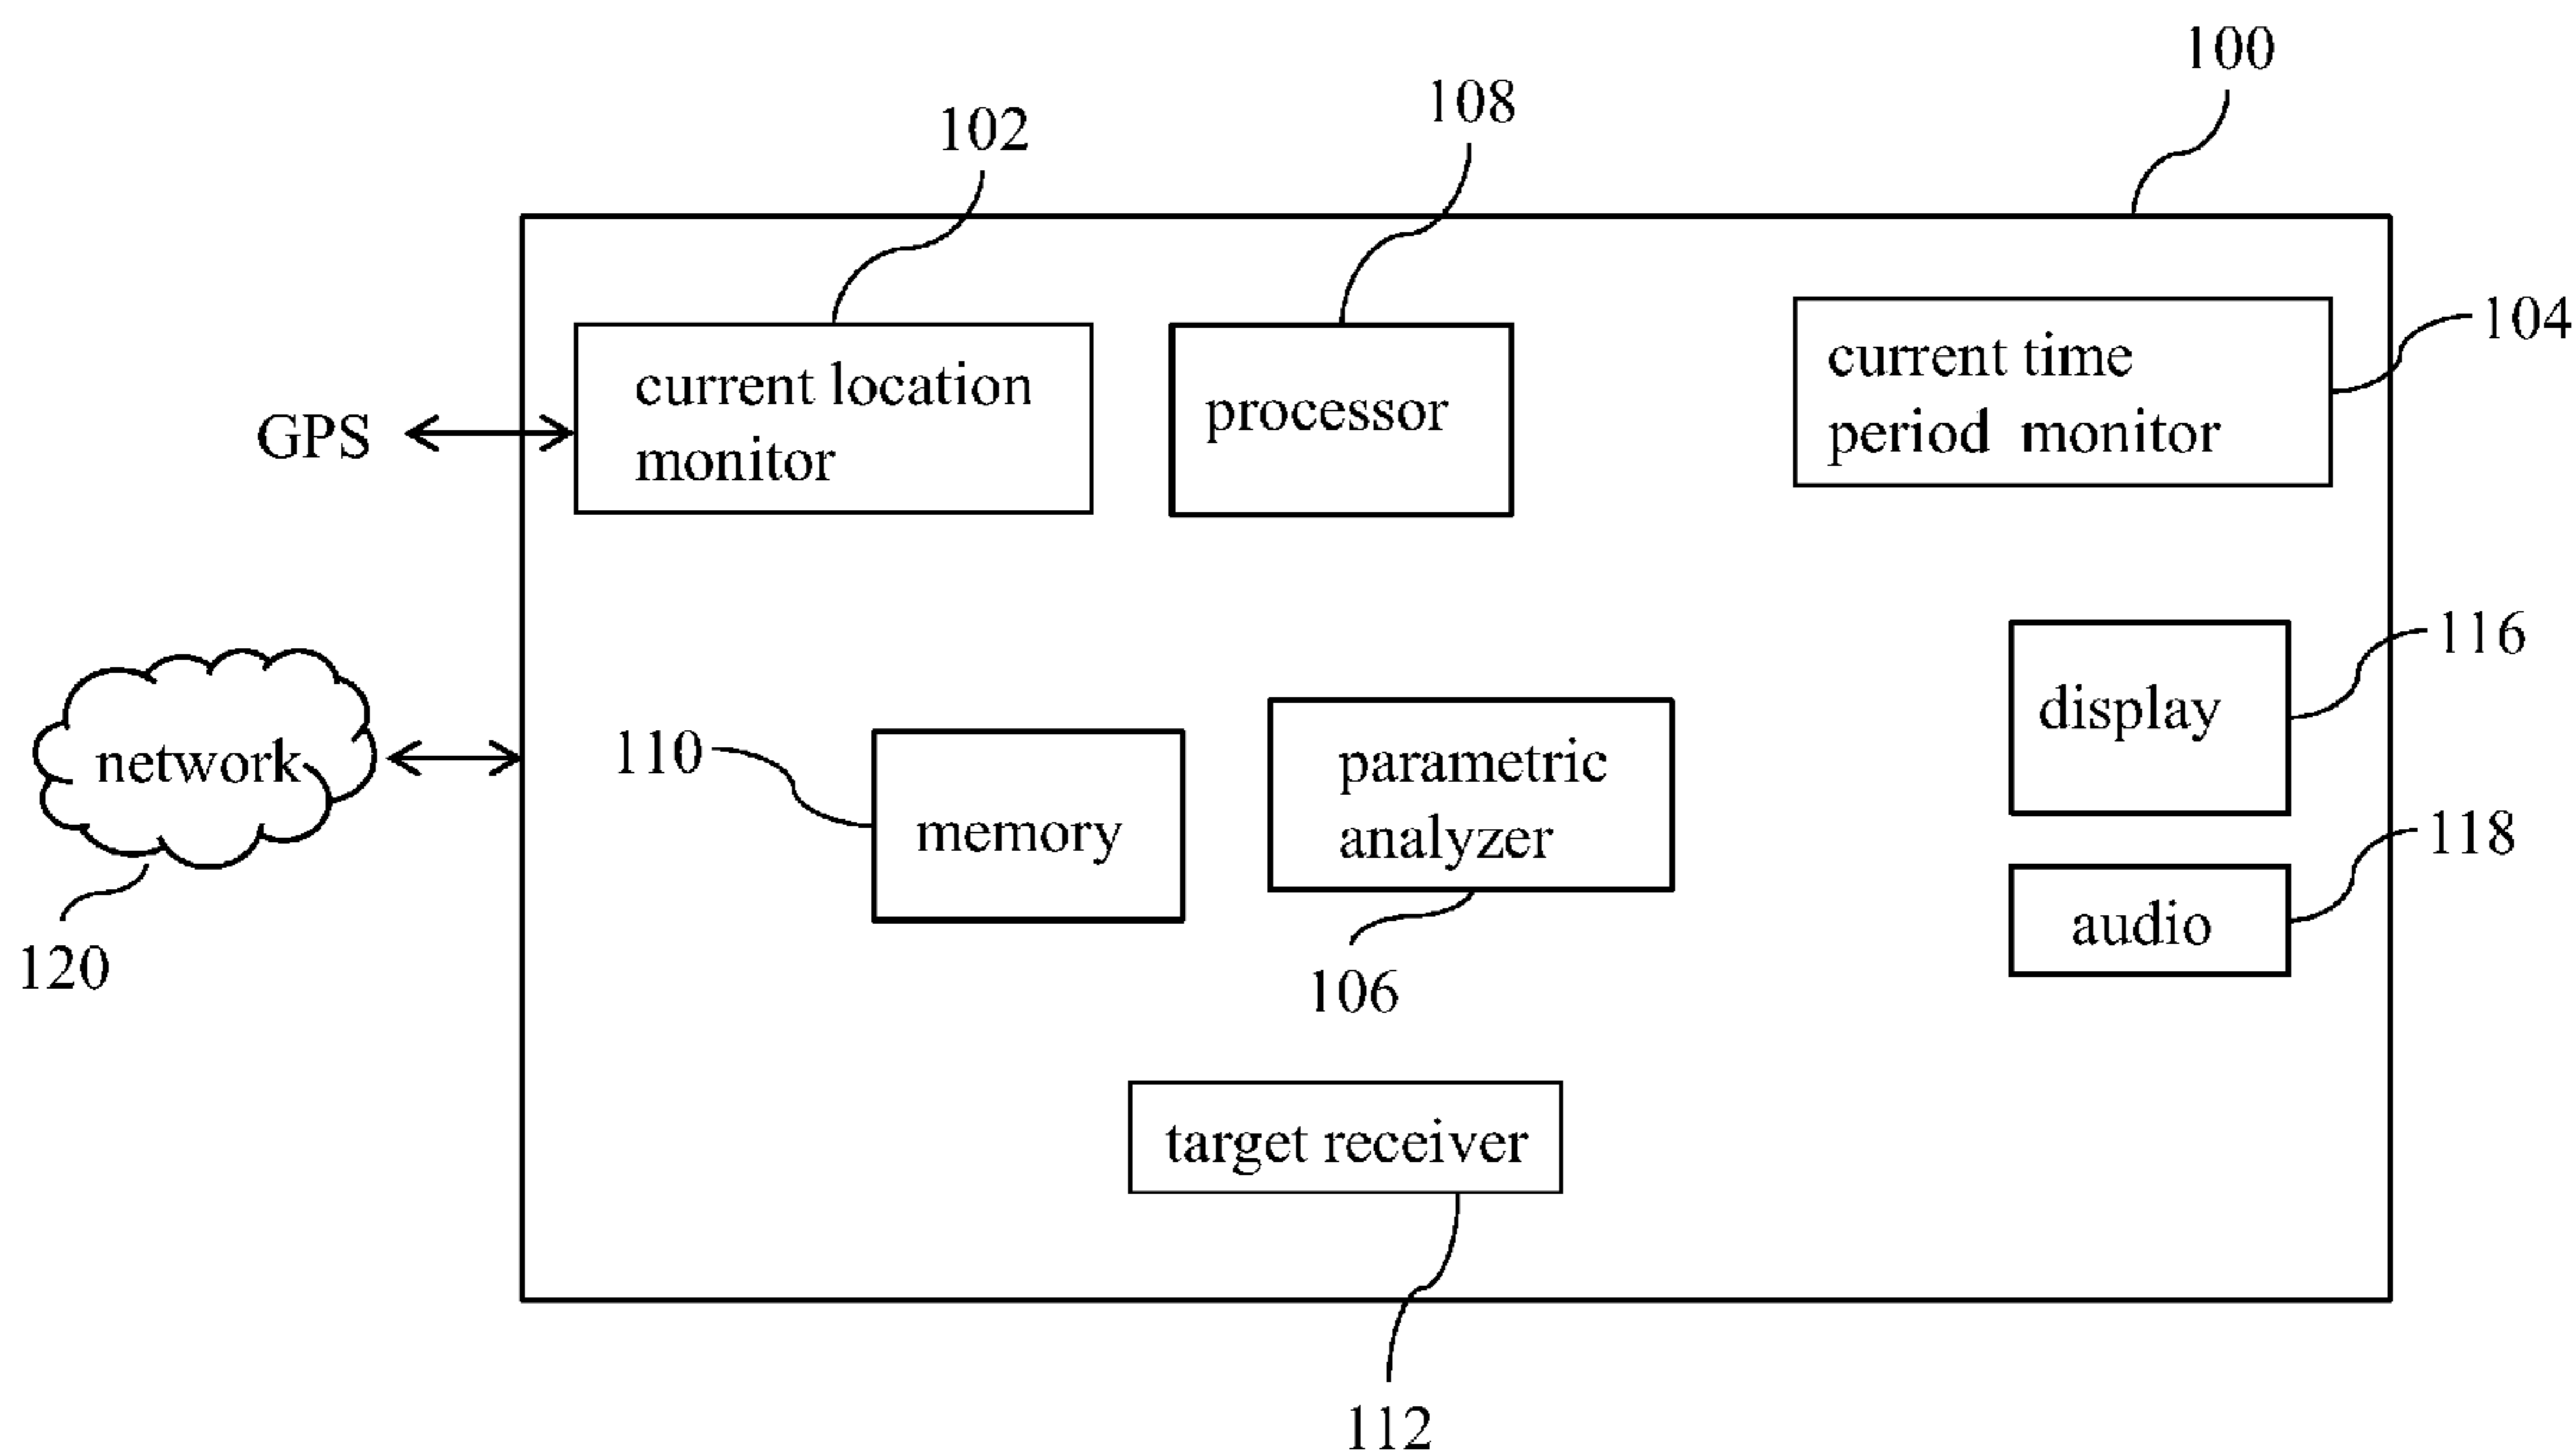 100
108
102
104
current location
monitor
processor
current time
period monitor
GPS
116
display
110
network
memory
parametric
analyzer
118
audio
120
106
target receiver
112